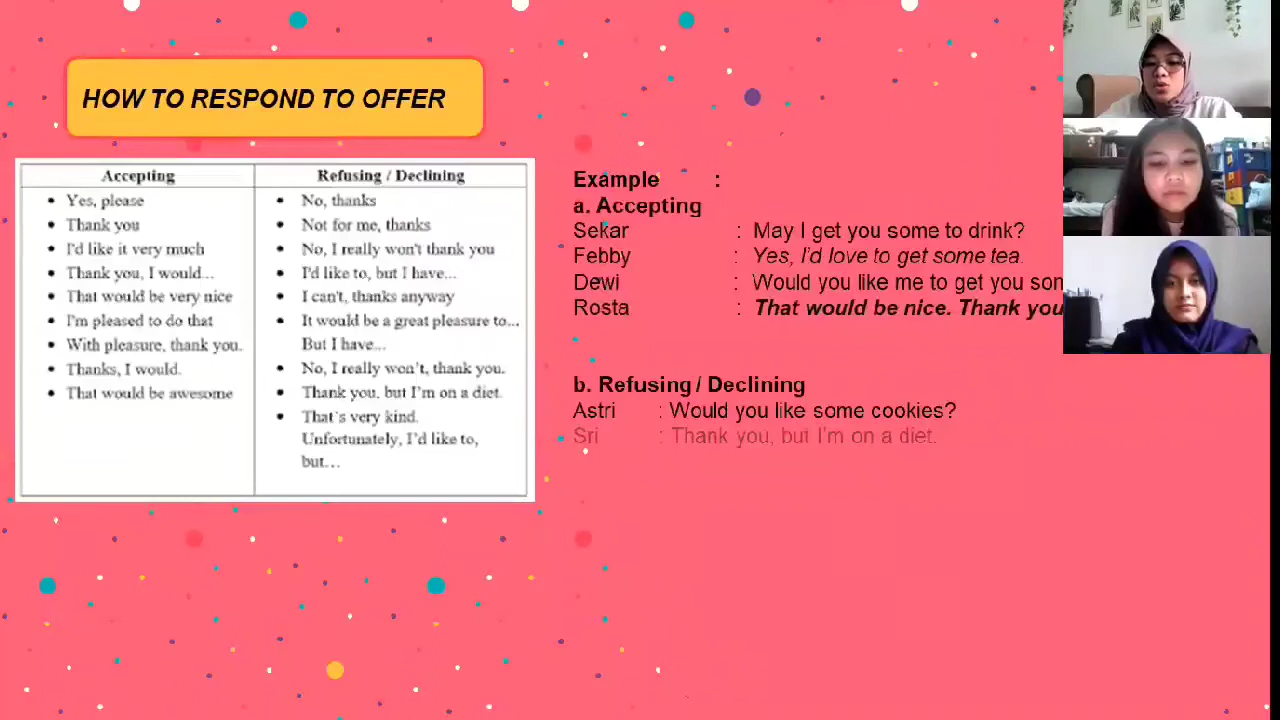 HOW TO RESPOND TO OFFER
Accepting
• Yes, please
• Thank you
• I'd like it very much
• Thank you, I would...
• That would be very nice
• I'm pleased to do that
• With pleasure, thank you.
• Thanks, I would.
• That would be awesome
Refusing / Declining
• No, thanks
• Not for me, thanks
• No, I really won't thank you
• I'd like to, but I have...
• I can't, thanks anyway
• It would be a great pleasure to...
But I have...
• No, I really won't, thank you.
• Thank you, but I'm on a diet.
• That`s very kind.
Unfortunately, I'd like to,
but...
Example :
a. Accepting
Sekar : May I get you some to drink?
Febby : Yes, I'd love to get some tea.
Dewi : Would you like me to get you
Rosta : That would be nice. Thank you
b. Refusing / Declining
Astri : Would you like some cookies?
Sri : Thank you, but I'm on a diet.